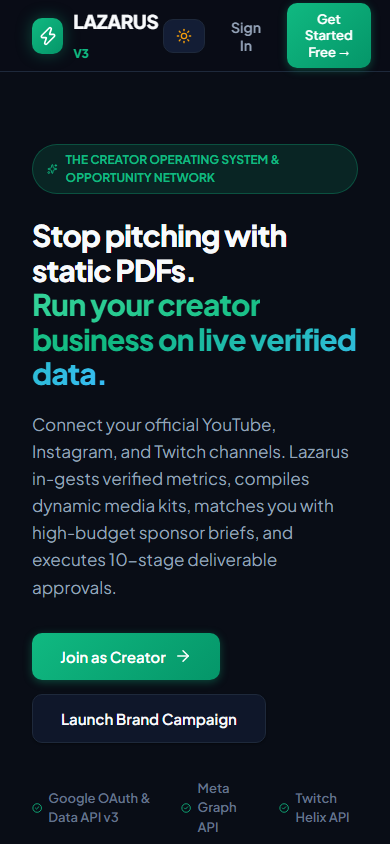 LAZARUS
V3
Sign
In
Get
Started
Free →
THE CREATOR OPERATING SYSTEM &
OPPORTUNITY NETWORK
Stop pitching with
static PDFs.
Run your creator
business on live verified
data.
Connect your official YouTube,
Instagram, and Twitch channels. Lazarus
in-gests verified metrics, compiles
dynamic media kits, matches you with
high-budget sponsor briefs, and
executes 10-stage deliverable
approvals.
Join as Creator →
Launch Brand Campaign
Google OAuth &
Data API v3
Meta
Graph
API
Twitch
Helix API